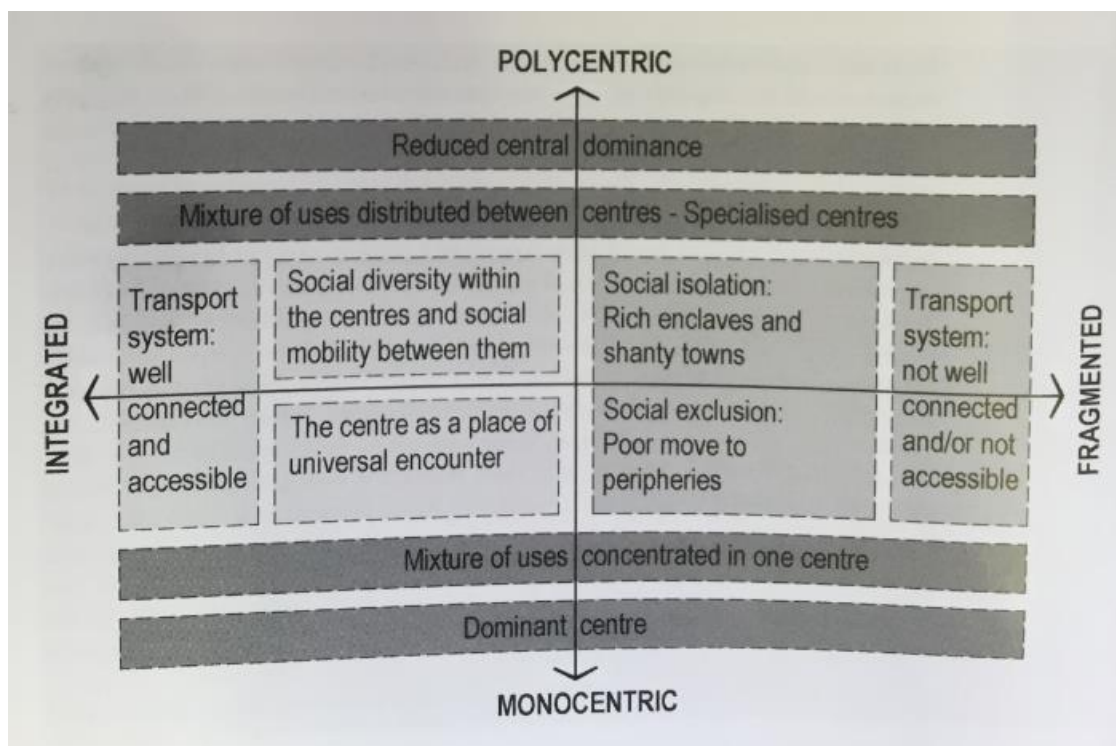 POLYCENTRIC
Reduced central dominance
Mixture of uses distributed between centres - Specialised centres
INTEGRATED
Transport
system:
well
connected
and
accessible
Social diversity within
the centres and social
mobility between them
The centre as a place of
universal encounter
Social isolation:
Rich enclaves and
shanty towns
Social exclusion:
Poor move to
peripheries
Transport
system:
not well
connected
and/or not
accessible
FRAGMENTED
Mixture of uses concentrated in one centre
Dominant centre
MONOCENTRIC